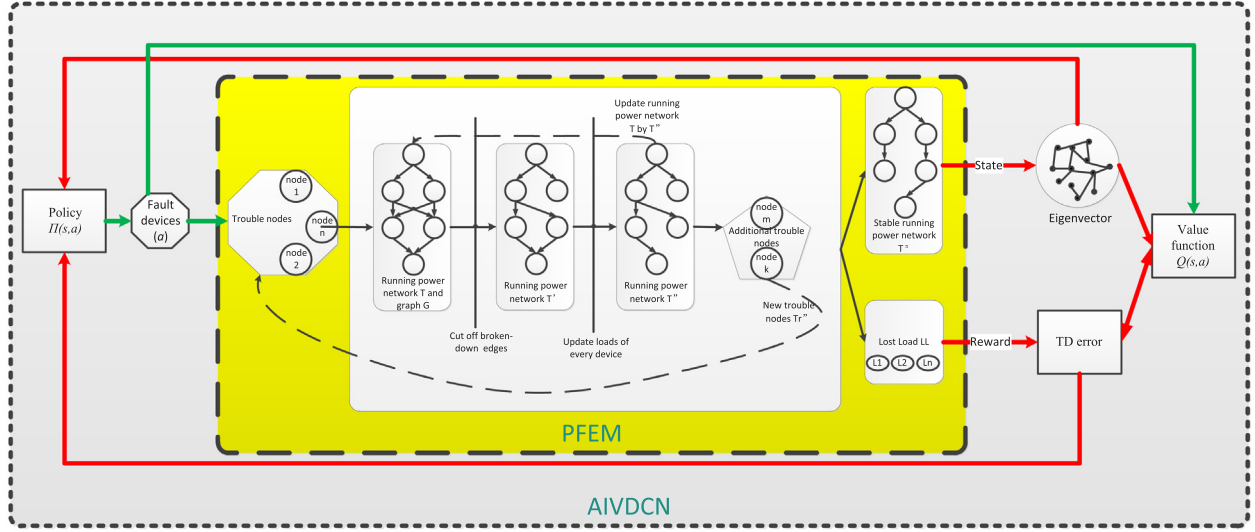 Policy
Π(s,a)
Fault
devices
(a)
Trouble nodes
node
1
node
n
node
2
Running power
network T and
graph G
Cut off broken-
down edges
Running power
network T'
Update loads of
every device
Update running
power network
T by T"
Running power
network T"
node
m
Additional trouble
nodes
node
k
New trouble
nodes Tr"
Stable running
power network
T"
Lost Load LL
L1
L2
Ln
State
Reward
Eigenvector
Value
function
Q(s,a)
TD error
PFEM
AIVDCN